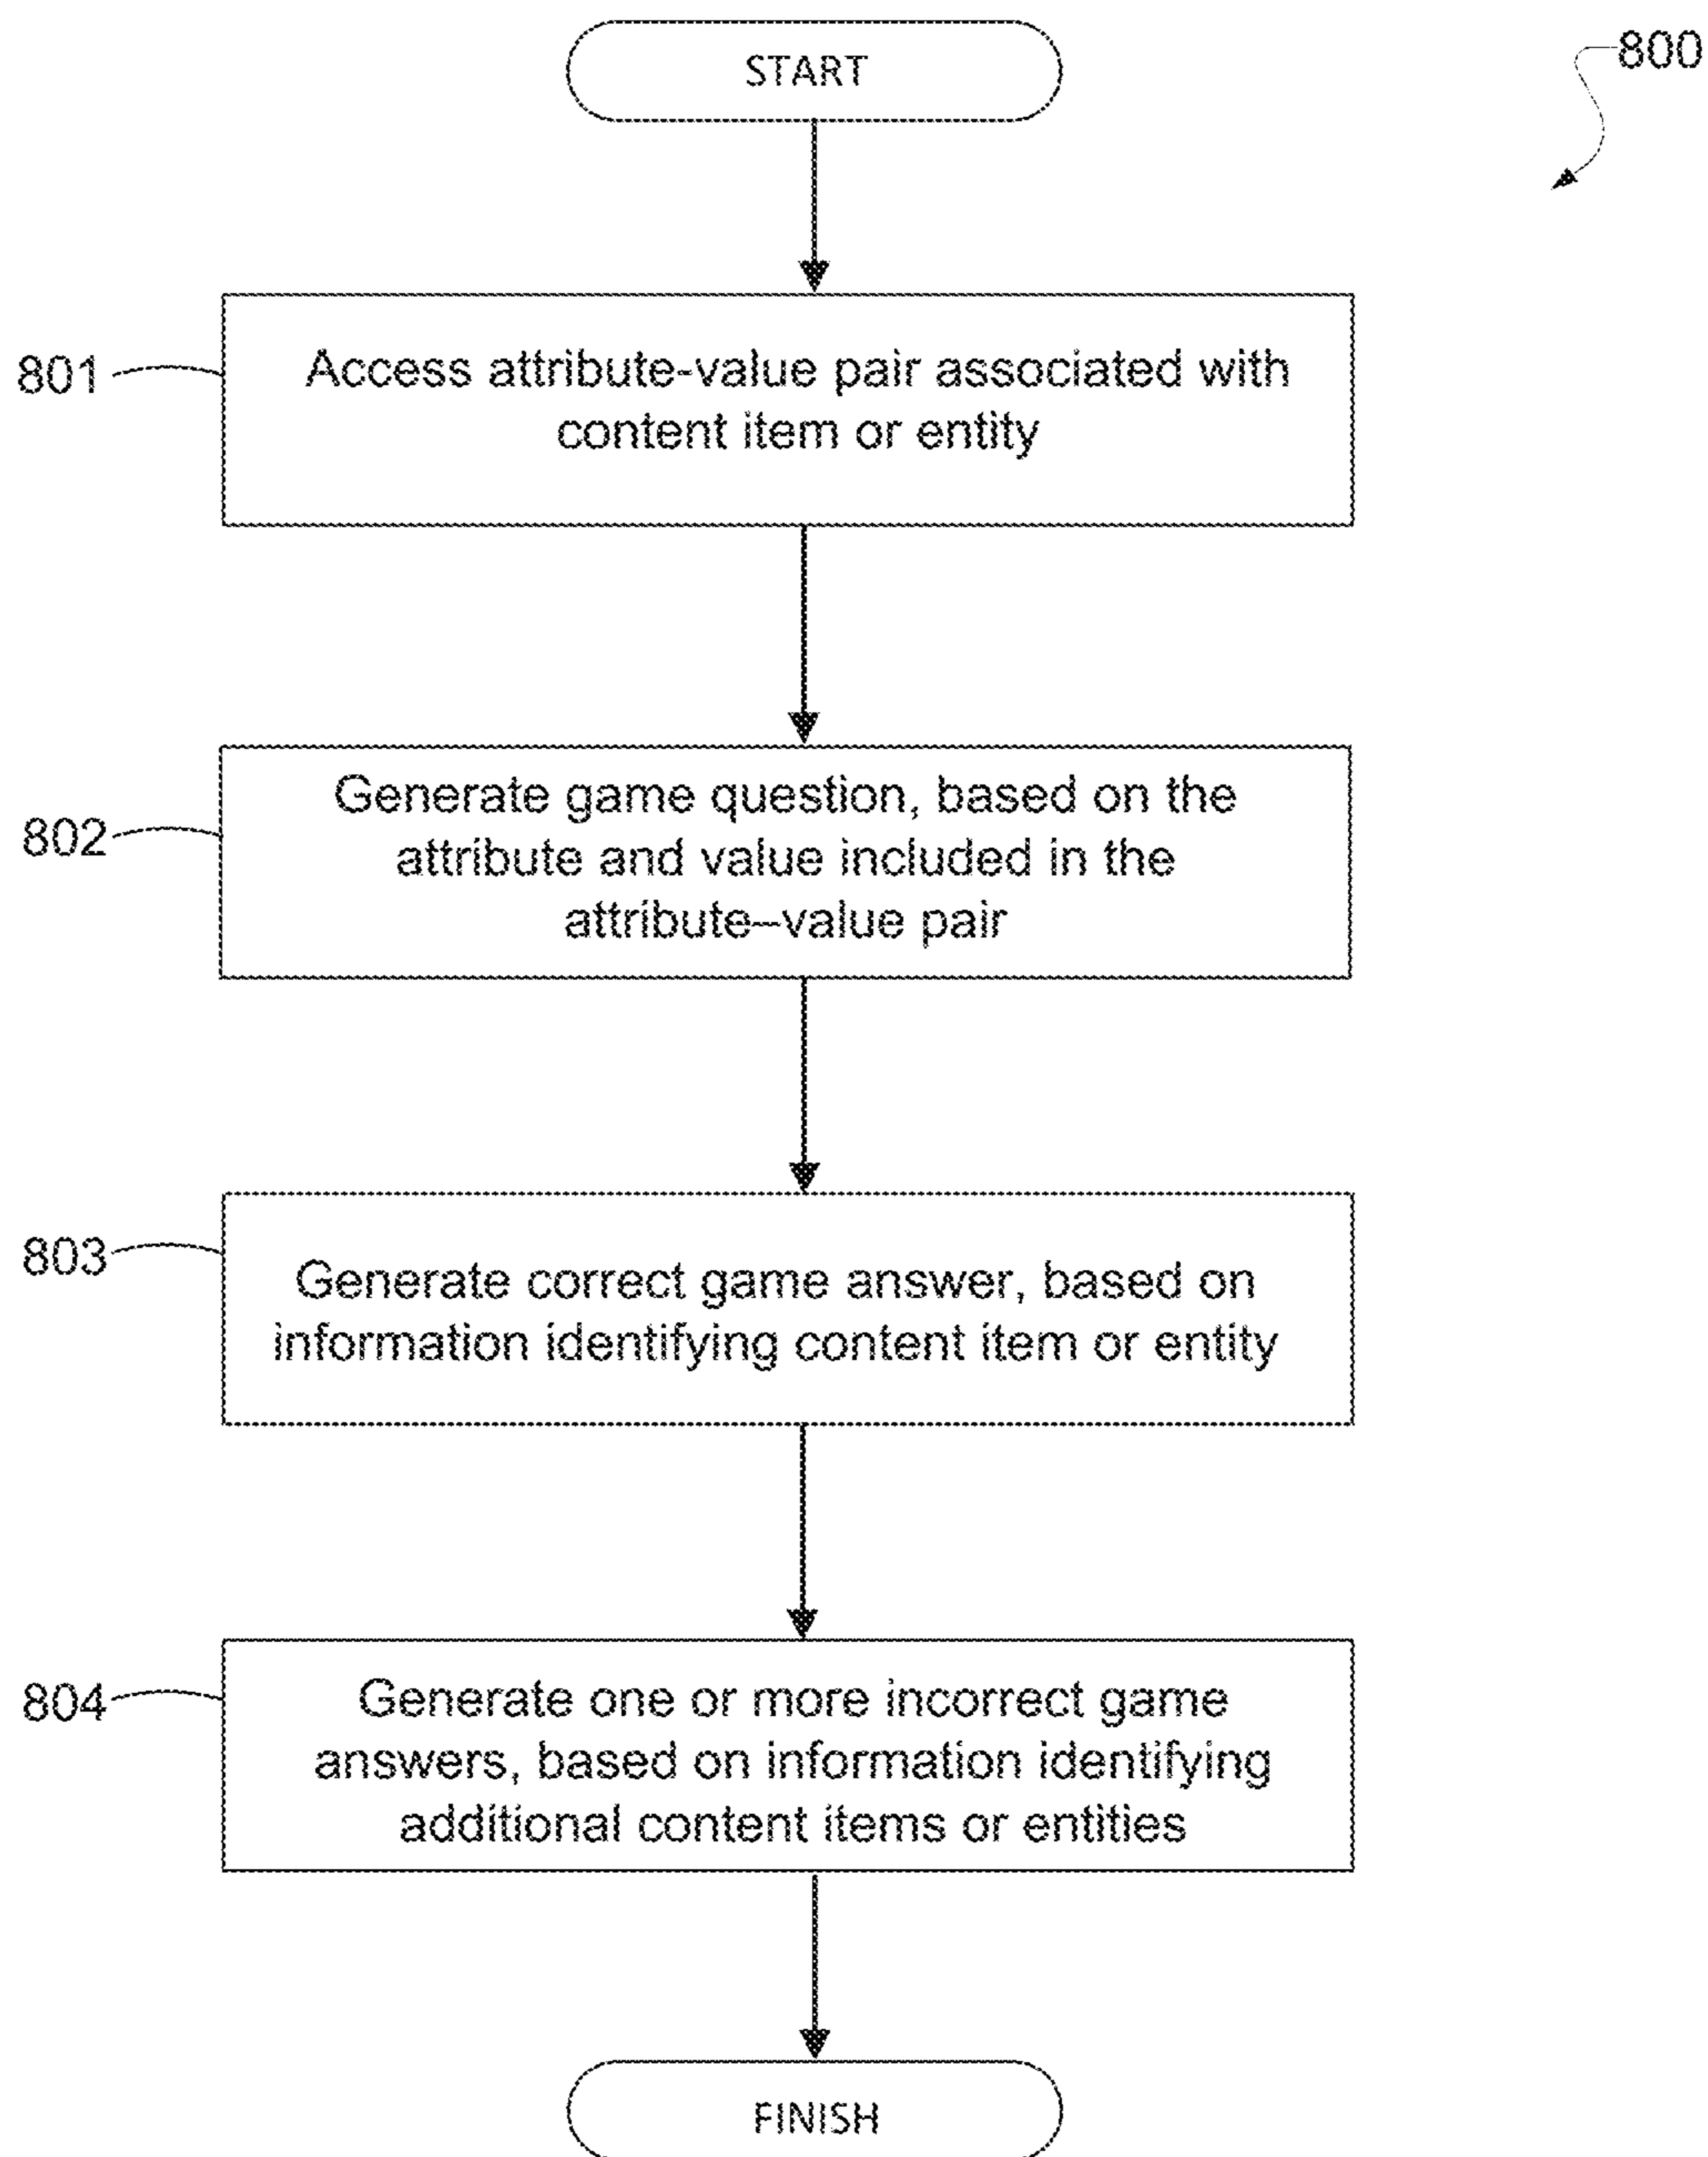 START
800
801
Access attribute-value pair associated with
content item or entity
802
Generate game question, based on the
attribute and value included in the
attribute–value pair
803
Generate correct game answer, based on
information identifying content item or entity
804
Generate one or more incorrect game
answers, based on information identifying
additional content items or entities
FINISH